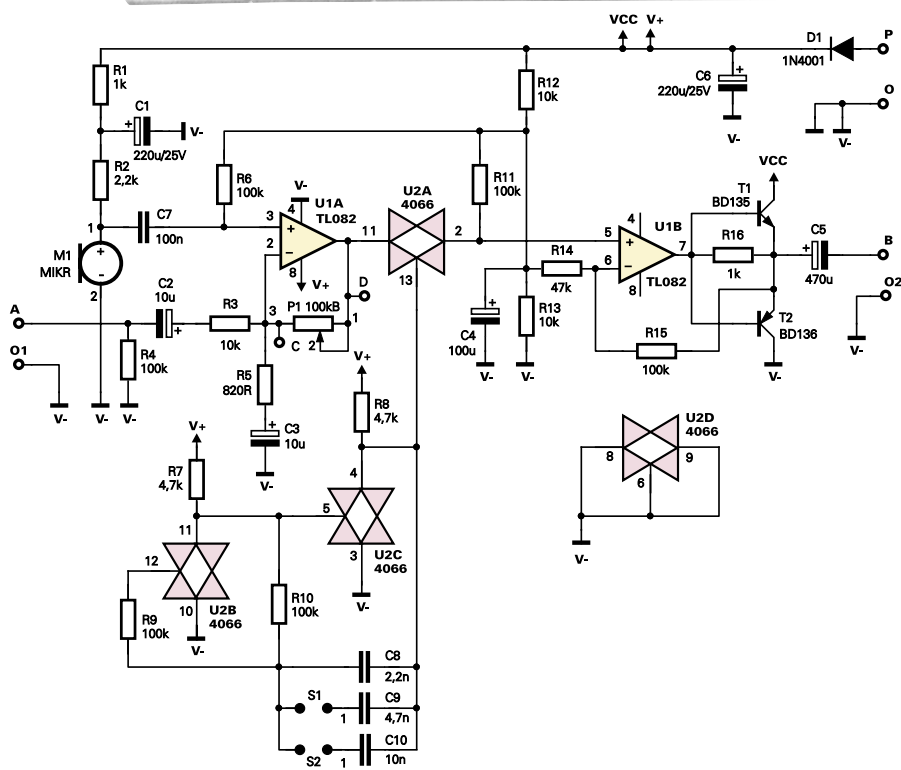 VCC V+
D1
1N4001
P
R1
1k
C1
+
220u/25V
V-
R12
10k
C6
220u/25V
+
V-
O
V-
R2
2,2k
R6
100k
V-
U1A
TL082
U2A
4066
R11
100k
VCC
T1
BD135
1
C7
100n
3
+
4
2
−
8
V+
11
2
13
5
+
4
6
−
8
U1B
7
TL082
R16
1k
+
C5
470u
B
M1
MIKR
+
−
2
R14
47k
D
O2
V-
A
C2
10u
+
R3
10k
3
P1 100kB
1
2
C
+
C4
100u
V-
R13
10k
V-
R15
100k
T2
BD136
V-
O1
V-
V-
R4
100k
V-
R5
820R
+
C3
10u
V-
V+
R8
4,7k
U2D
4066
8
9
6
V-
V+
R7
4,7k
4
5
3
U2C
4066
V-
11
12
10
U2B
4066
V-
R9
100k
R10
100k
C8
2,2n
S1
1
C9
4,7n
S2
1
C10
10n